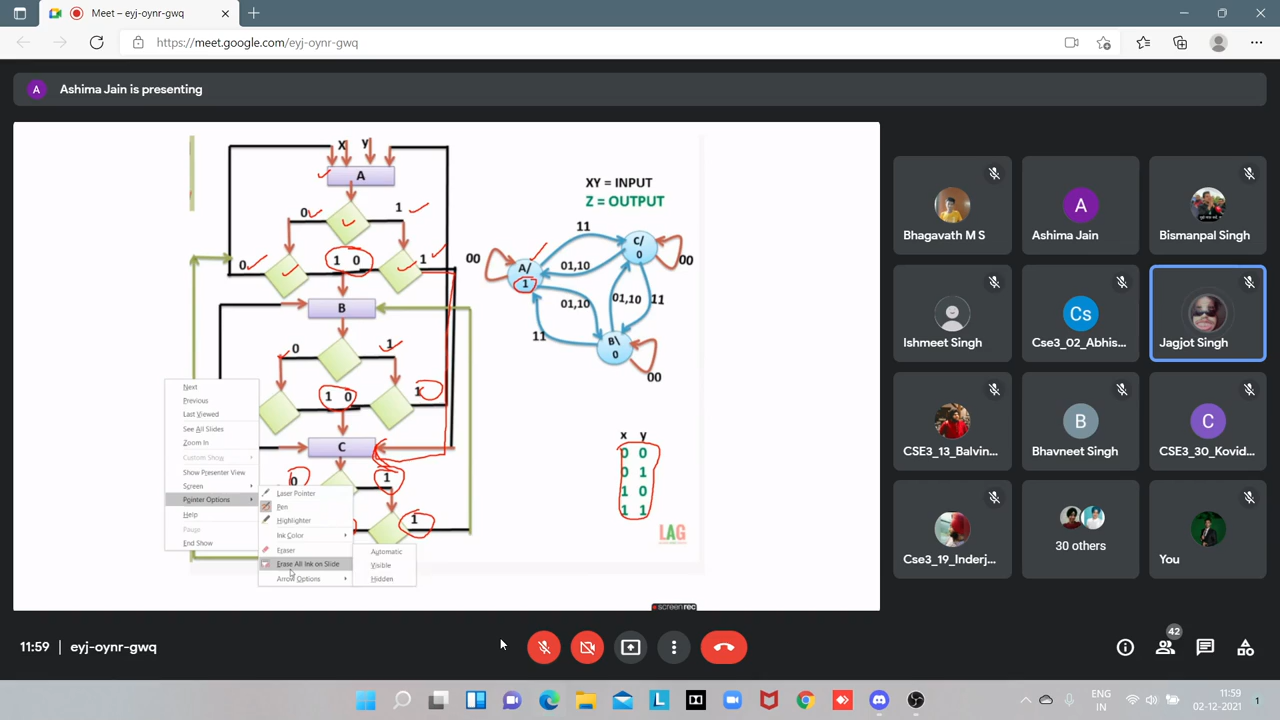 Meet – eyj-oynr-gwq
https://meet.google.com/eyj-oynr-gwq
A
Ashima Jain is presenting
X y
A
0 1
0 1 0 1
B
0 1
1 0 1
C
0 1
1
XY = INPUT
Z = OUTPUT
11
C/
0
00
00
A/
1
01,10
01,10
01,10
11
11
B\
0
00
x y
0 0
0 1
1 0
1 1
LAG
screenrec
Next
Previous
Last Viewed
See All Slides
Zoom In
Custom Show
Show Presenter View
Screen
Pointer Options
Help
Pause
End Show
Laser Pointer
Pen
Highlighter
Ink Color
Eraser
Erase All Ink on Slide
Arrow Options
Automatic
Visible
Hidden
Bhagavath M S
A
Ashima Jain
Bismanpal Singh
Ishmeet Singh
Cs
Cse3_02_Abhis...
Jagjot Singh
CSE3_13_Balvin...
B
Bhavneet Singh
C
CSE3_30_Kovid...
Cse3_19_Inderj...
30 others
You
11:59 | eyj-oynr-gwq
42
L
ENG
IN
11:59
02-12-2021
1